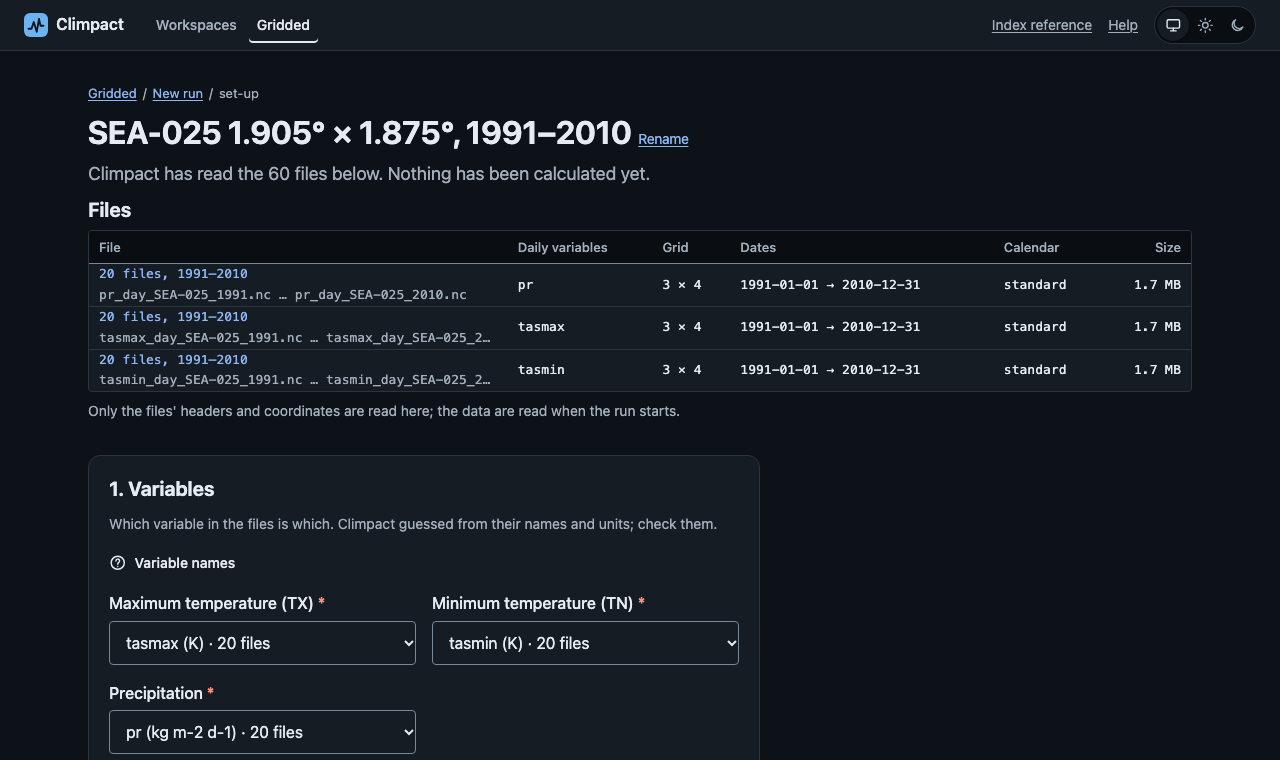 Climpact Workspaces Gridded Index reference Help
Gridded / New run / set-up
SEA-025 1.905° × 1.875°, 1991–2010 Rename
Climpact has read the 60 files below. Nothing has been calculated yet.
Files
File Daily variables Grid Dates Calendar Size
20 files, 1991–2010
pr_day_SEA-025_1991.nc … pr_day_SEA-025_2010.nc pr 3 × 4 1991-01-01 → 2010-12-31 standard 1.7 MB
20 files, 1991–2010
tasmax_day_SEA-025_1991.nc … tasmax_day_SEA-025_2… tasmax 3 × 4 1991-01-01 → 2010-12-31 standard 1.7 MB
20 files, 1991–2010
tasmin_day_SEA-025_1991.nc … tasmin_day_SEA-025_2… tasmin 3 × 4 1991-01-01 → 2010-12-31 standard 1.7 MB
Only the files' headers and coordinates are read here; the data are read when the run starts.
1. Variables
Which variable in the files is which. Climpact guessed from their names and units; check them.
Variable names
Maximum temperature (TX) * Minimum temperature (TN) *
tasmax (K) · 20 files tasmin (K) · 20 files
Precipitation *
pr (kg m-2 d-1) · 20 files